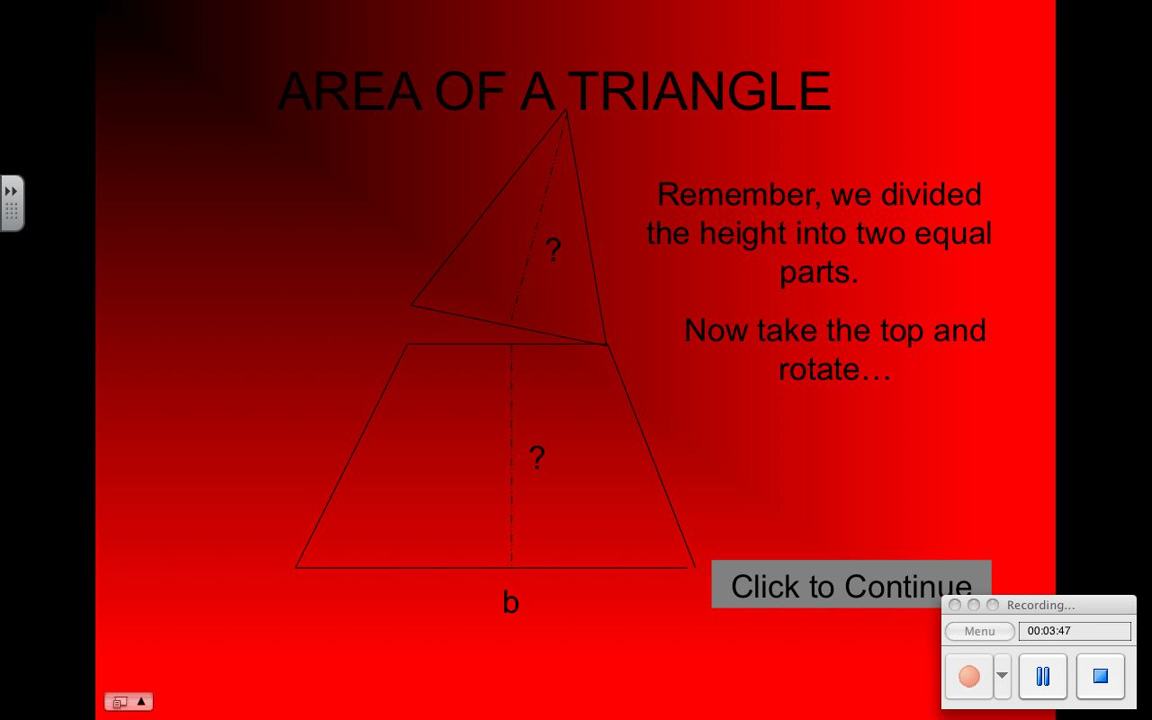 AREA OF A TRIANGLE
Remember, we divided
the height into two equal
parts.
?
Now take the top and
rotate…
?
b
Click to Continue
Recording...
Menu
00:03:47